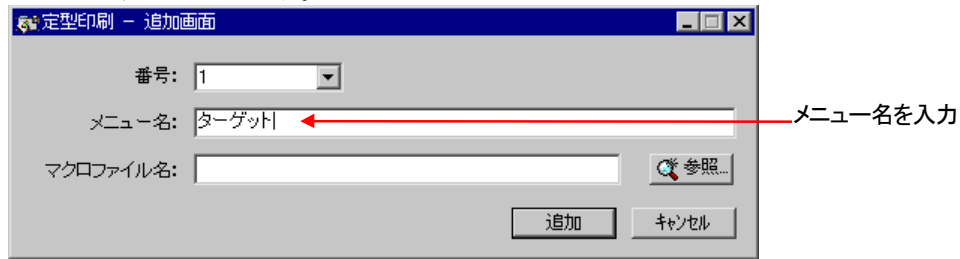 定型印刷 － 追加画面
番号: 1
メニュー名: ターゲット
メニュー名を入力
マクロファイル名:
参照...
追加
キャンセル